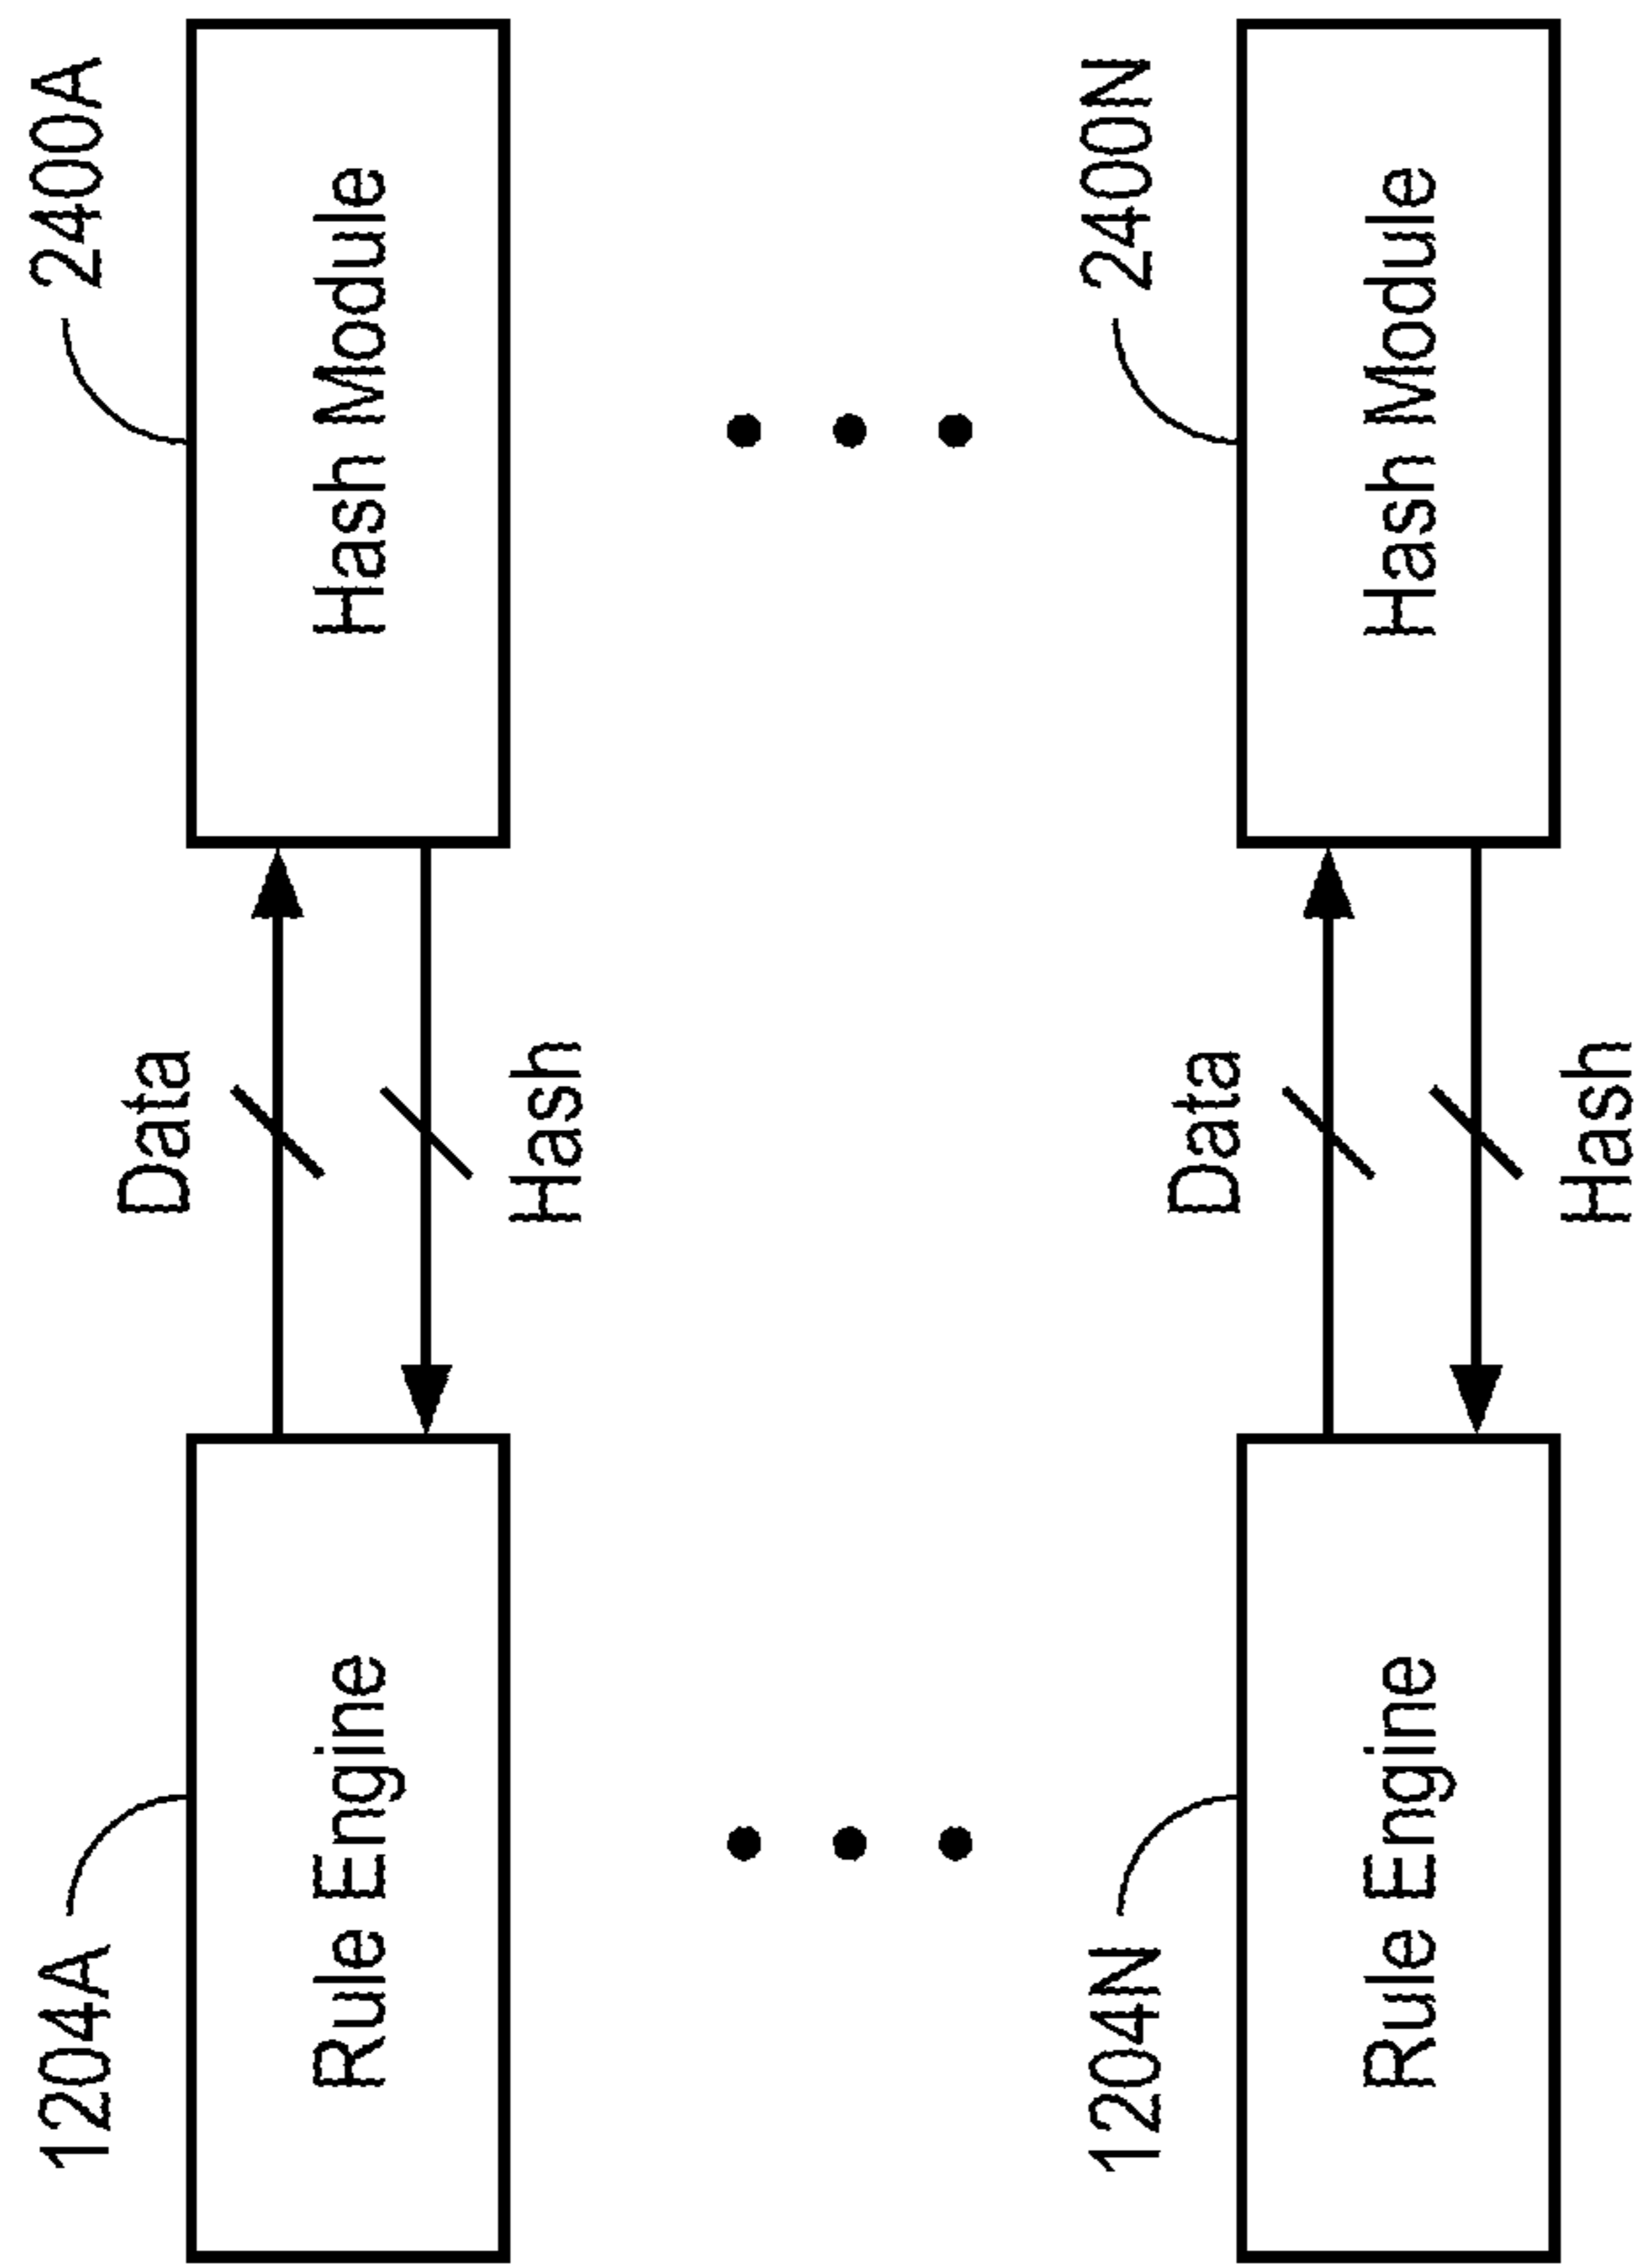 1204A
Rule Engine
Data
Hash
2400A
Hash Module
1204N
Rule Engine
Data
Hash
2400N
Hash Module